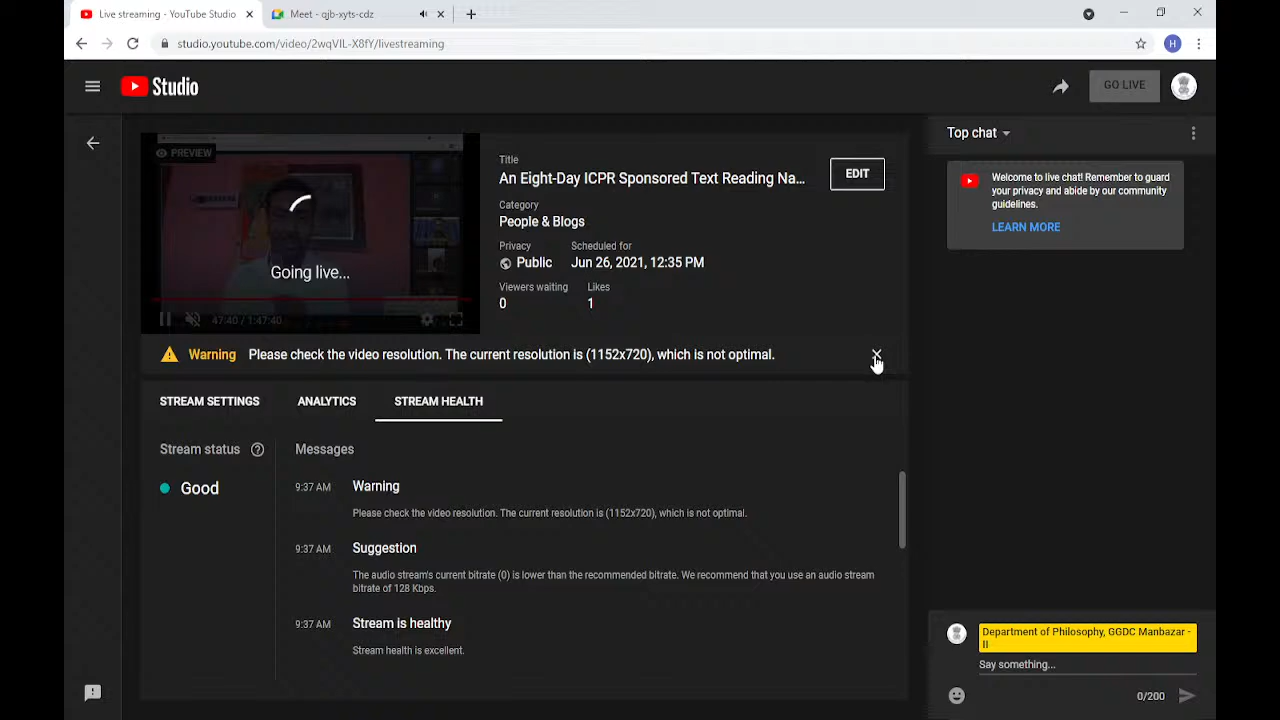 Live streaming - YouTube Studio
Meet - qjb-xyts-cdz
studio.youtube.com/video/2wqVIL-X8fY/livestreaming
H
Studio
GO LIVE
PREVIEW
Going live...
47:40 / 1:47:40
Title
An Eight-Day ICPR Sponsored Text Reading Na...
EDIT
Category
People & Blogs
Privacy
Scheduled for
Public
Jun 26, 2021, 12:35 PM
Viewers waiting
Likes
0
1
Warning
Please check the video resolution. The current resolution is (1152x720), which is not optimal.
STREAM SETTINGS
ANALYTICS
STREAM HEALTH
Stream status
Good
Messages
9:37 AM
Warning
Please check the video resolution. The current resolution is (1152x720), which is not optimal.
9:37 AM
Suggestion
The audio stream's current bitrate (0) is lower than the recommended bitrate. We recommend that you use an audio stream
bitrate of 128 Kbps.
9:37 AM
Stream is healthy
Stream health is excellent.
Top chat
Welcome to live chat! Remember to guard
your privacy and abide by our community
guidelines.
LEARN MORE
Department of Philosophy, GGDC Manbazar -
II
Say something...
0/200